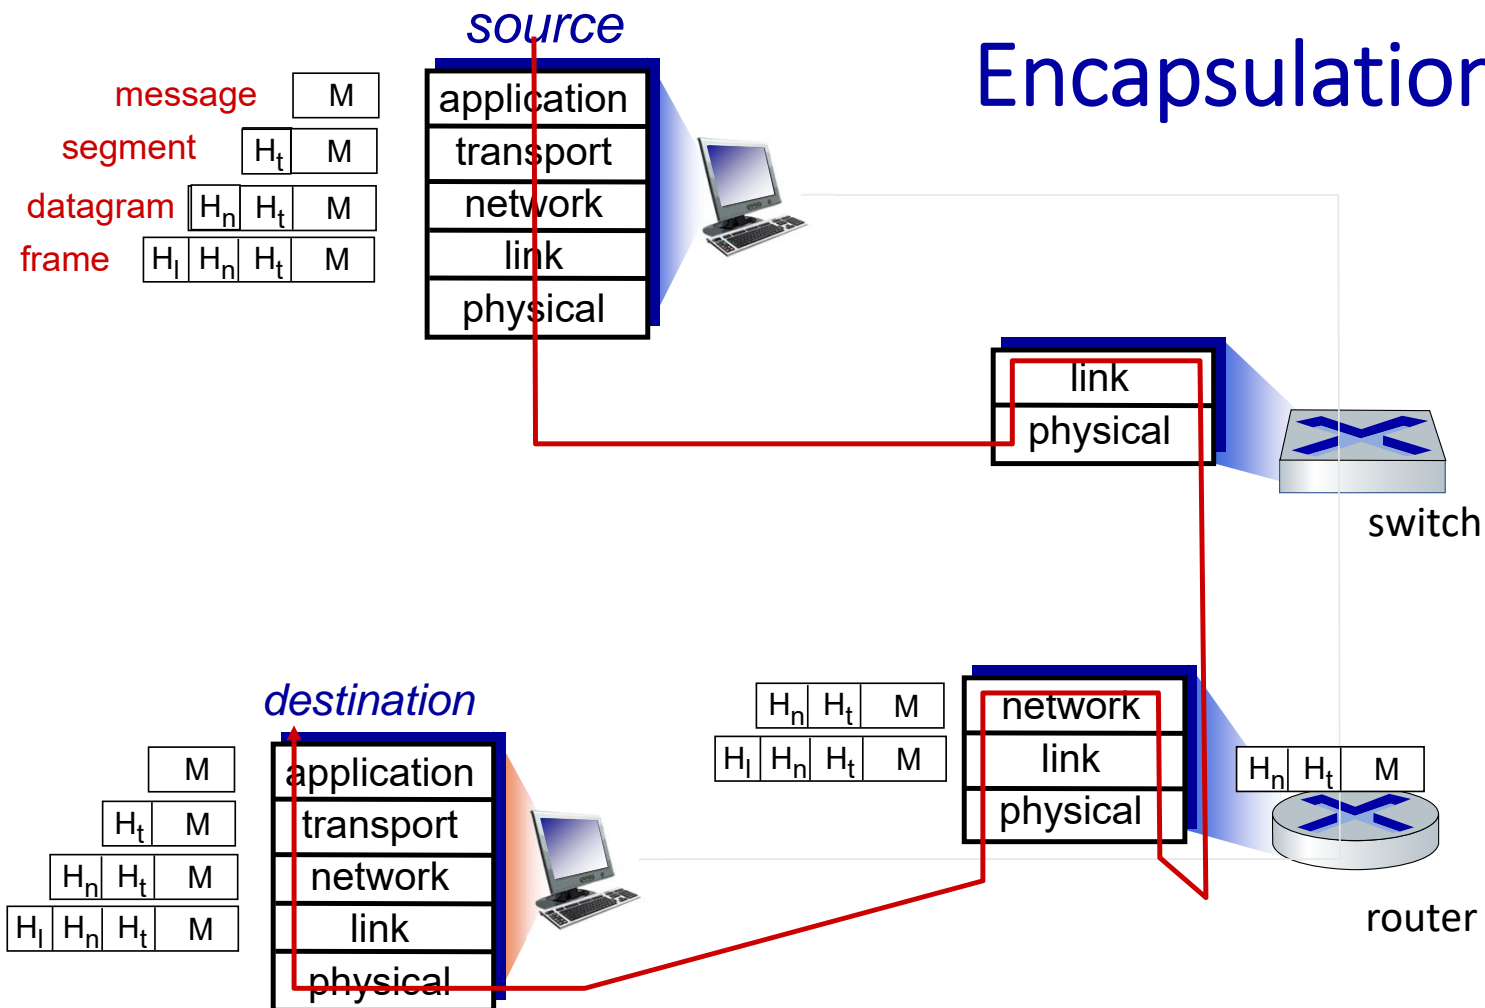 source
Encapsulation
message M
segment Ht M
datagram Hn Ht M
frame Hl Hn Ht M
application
transport
network
link
physical
link
physical
switch
destination
M
Ht M
Hn Ht M
Hl Hn Ht M
application
transport
network
link
physical
Hn Ht M
Hl Hn Ht M
network
link
physical
Hn Ht M
router